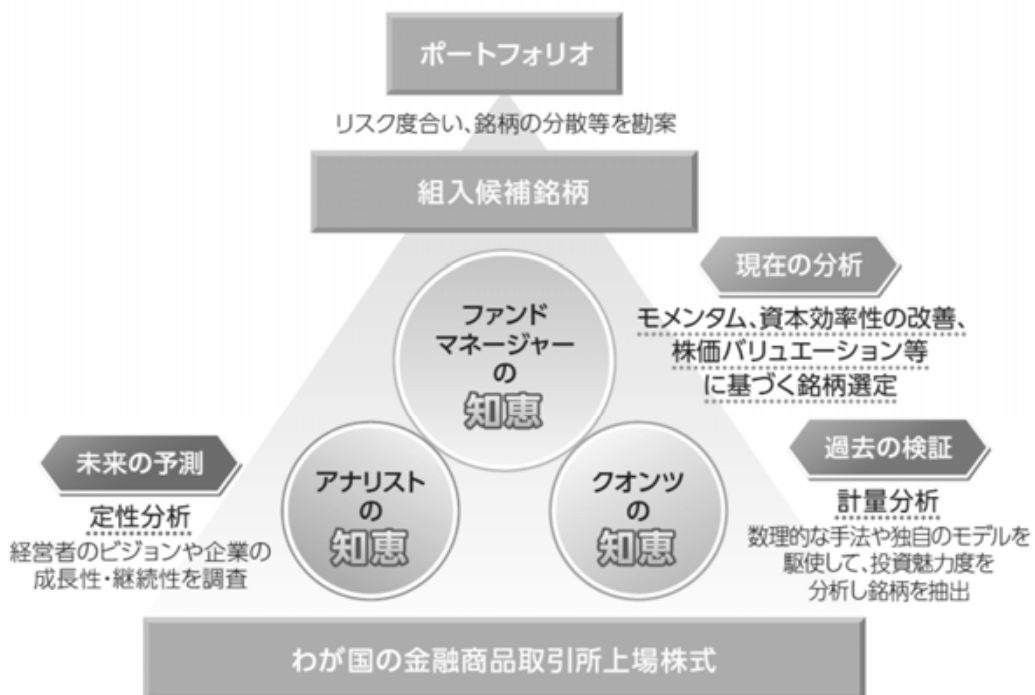 ポートフォリオ
リスク度合い、銘柄の分散等を勘案
組入候補銘柄
現在の分析
モメンタム、資本効率性の改善、
株価バリュエーション等
に基づく銘柄選定
ファンド
マネージャー
の
知恵
未来の予測
定性分析
経営者のビジョンや企業の
成長性・継続性を調査
アナリスト
の
知恵
クオンツ
の
知恵
過去の検証
計量分析
数理的な手法や独自のモデルを
駆使して、投資魅力度を
分析し銘柄を抽出
わが国の金融商品取引所上場株式